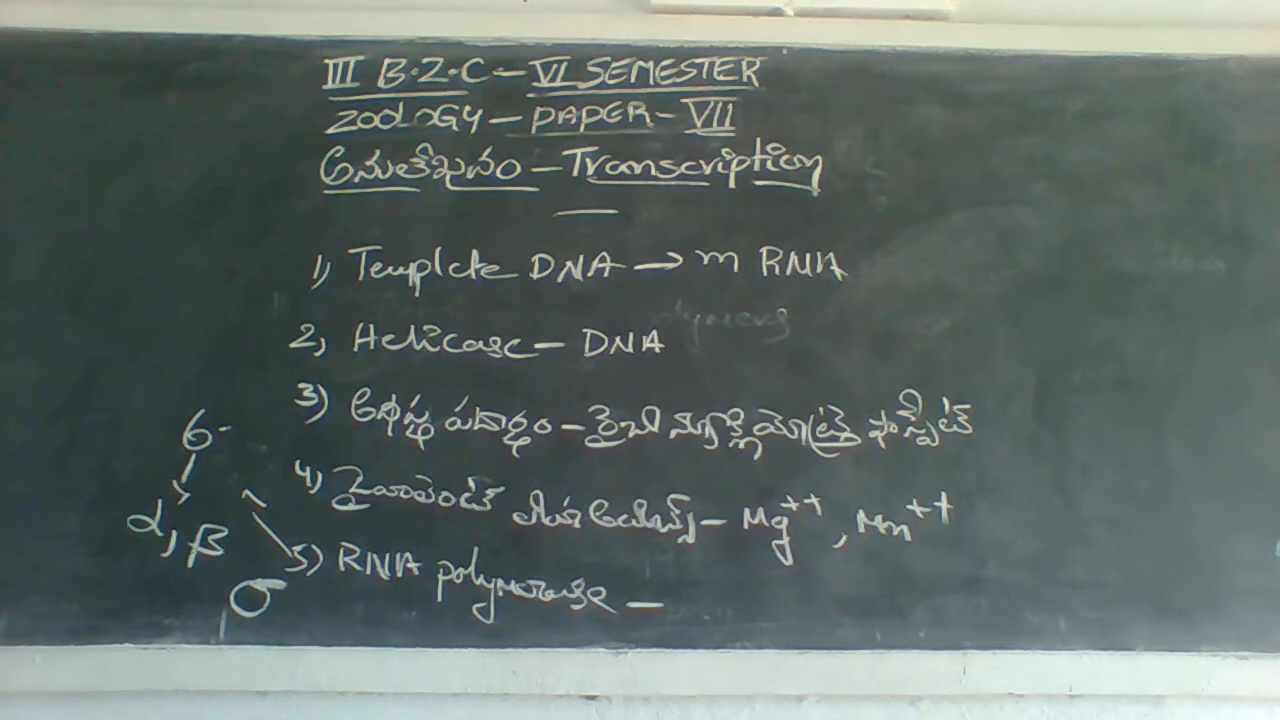 III B.Z.C - VI SEMESTER
ZOOLOGY - PAPER - VII
అనులేఖనం - Transcription
1) Template DNA → m RNA
2) Helicase - DNA
3) అధస్థ పదార్థం - రైబో న్యూక్లియోటైడ్ ఫాస్ఫేట్
4) డైవాలెంట్ లోహ అయాన్స్ - Mg++, Mn++
5) RNA polymerase -
6-
α, β
σ